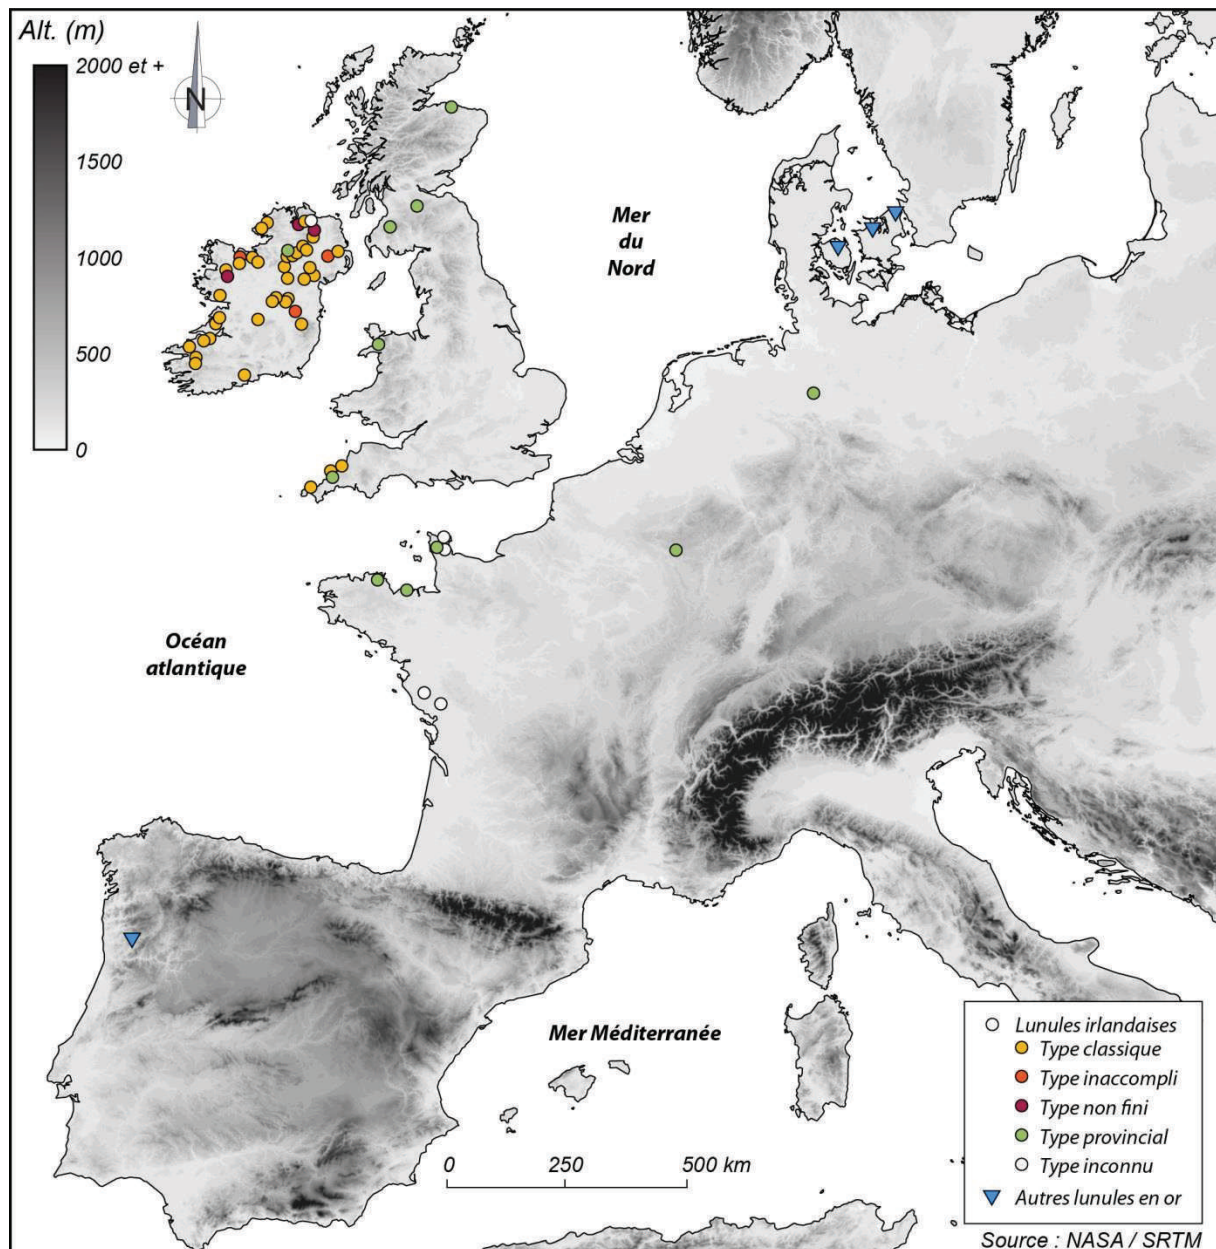 Alt. (m)
2000 et +
1500
1000
500
0
N
Mer
du
Nord
Océan
atlantique
Mer Méditerranée
0 250 500 km
Lunules irlandaises
Type classique
Type inaccompli
Type non fini
Type provincial
Type inconnu
Autres lunules en or
Source : NASA / SRTM